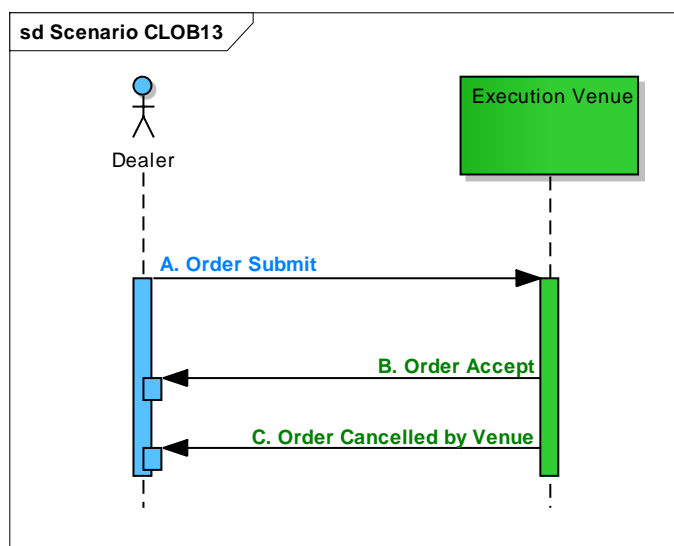 sd Scenario CLOB13
Dealer
Execution Venue
A. Order Submit
B. Order Accept
C. Order Cancelled by Venue